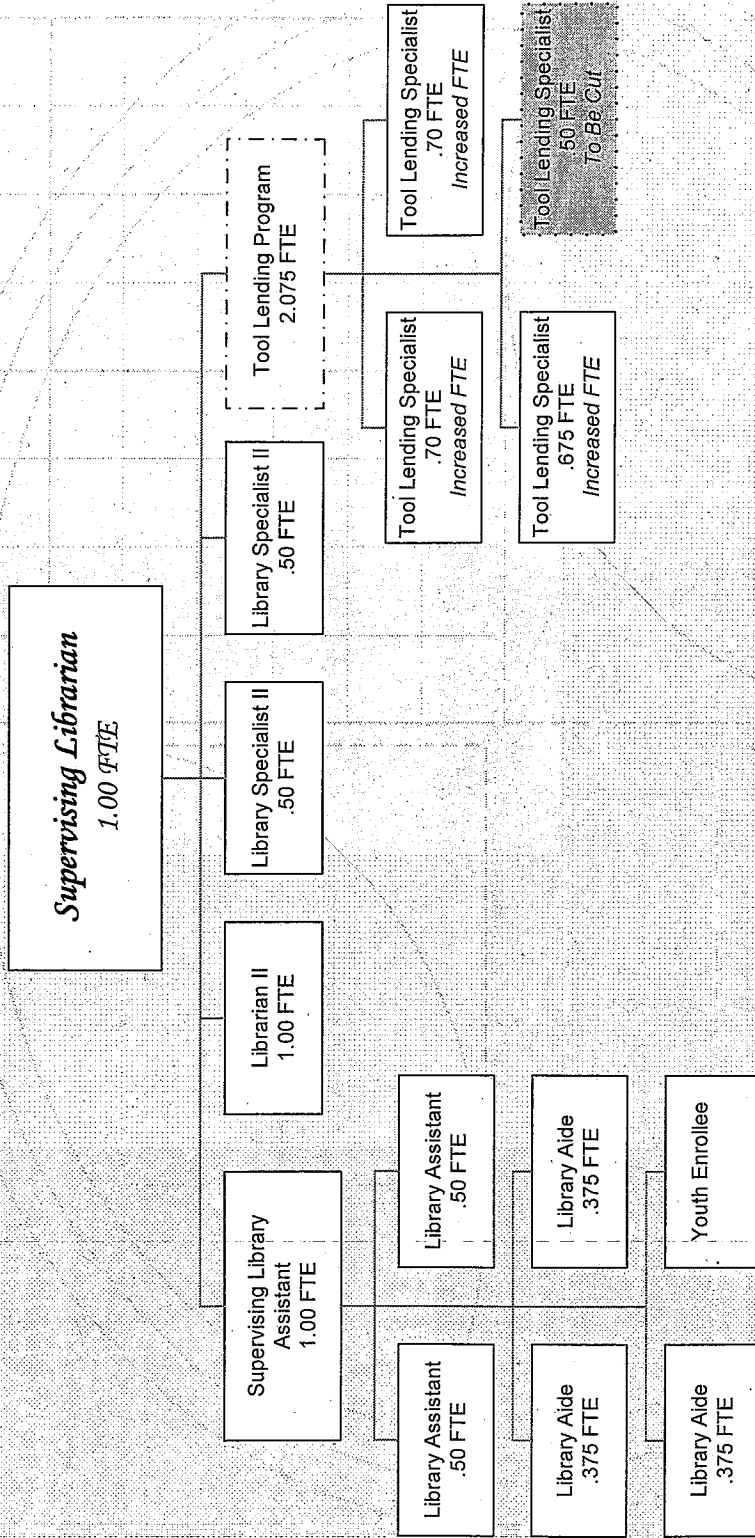 Supervising Librarian
1.00 FTE
Supervising Library
Assistant
1.00 FTE
Librarian II
1.00 FTE
Library Specialist II
.50 FTE
Library Specialist II
.50 FTE
Tool Lending Program
2.075 FTE
Library Assistant
.50 FTE
Library Assistant
.50 FTE
Library Aide
.375 FTE
Library Aide
.375 FTE
Library Aide
.375 FTE
Youth Enrollee
Tool Lending Specialist
.70 FTE
Increased FTE
Tool Lending Specialist
.70 FTE
Increased FTE
Tool Lending Specialist
.675 FTE
Increased FTE
Tool Lending Specialist
.50 FTE
To Be Cut